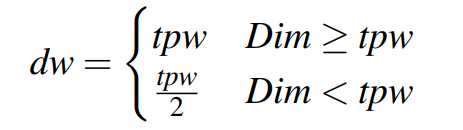 dw = { tpw Dim ≥ tpw
tpw/2 Dim < tpw